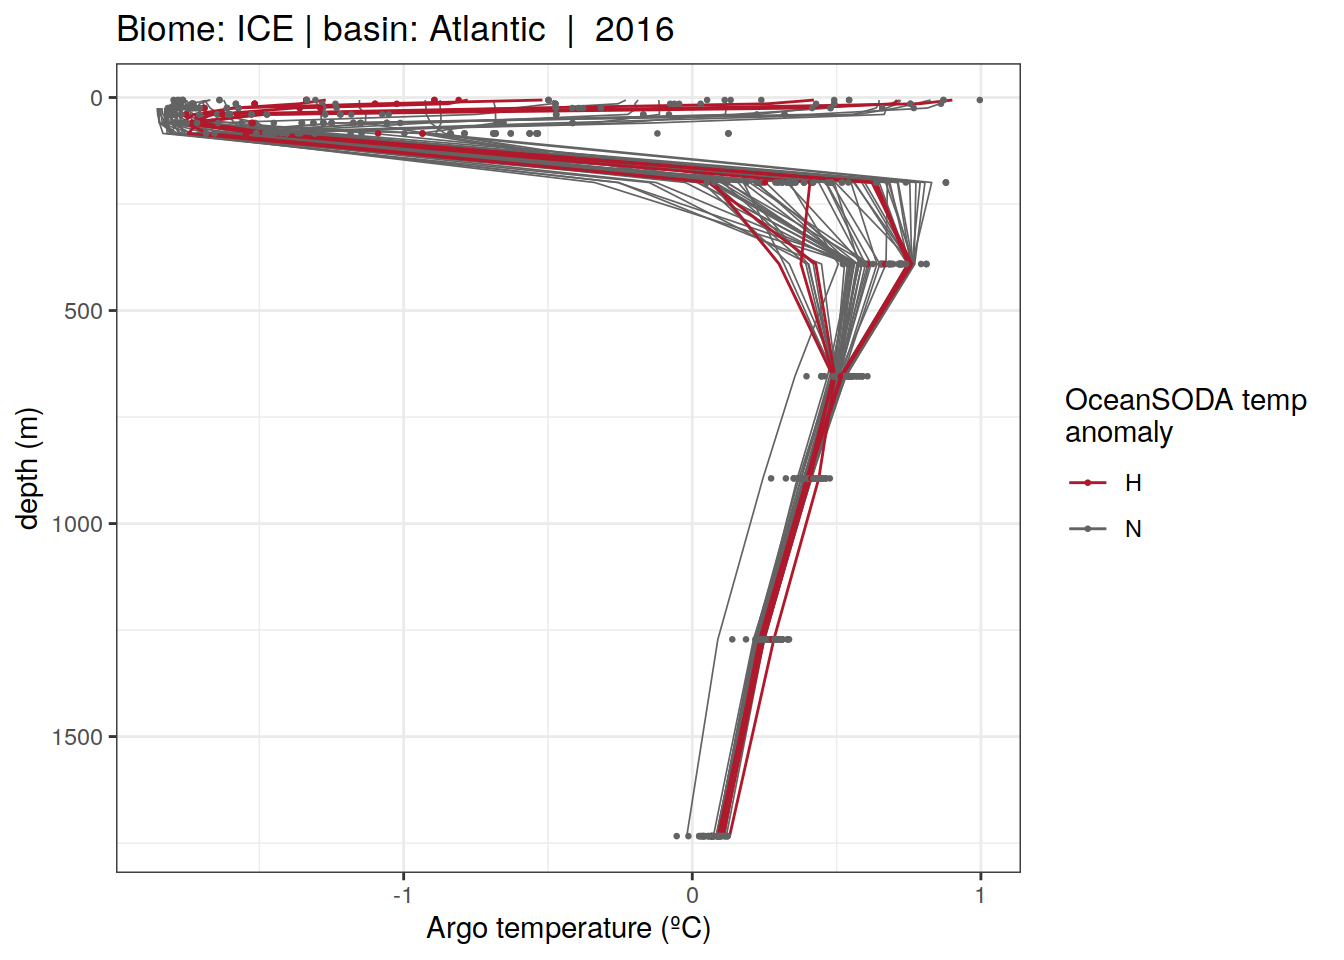 Biome: ICE | basin: Atlantic  |  2016
0
500
1000
1500
depth (m)
-1
0
1
Argo temperature (ºC)
OceanSODA temp
anomaly
H
N